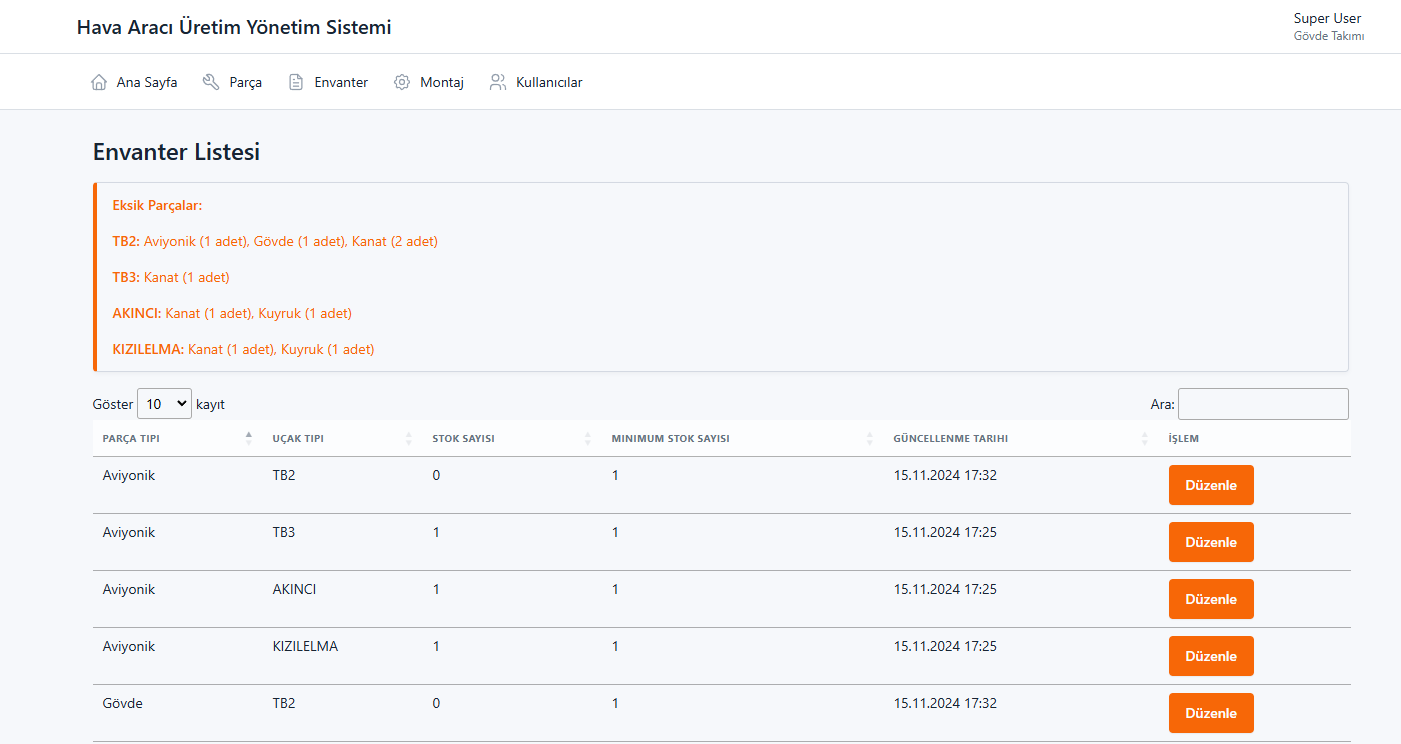 Hava Aracı Üretim Yönetim Sistemi
Super User
Gövde Takımı
Ana Sayfa Parça Envanter Montaj Kullanıcılar
Envanter Listesi
Eksik Parçalar:
TB2: Aviyonik (1 adet), Gövde (1 adet), Kanat (2 adet)
TB3: Kanat (1 adet)
AKINCI: Kanat (1 adet), Kuyruk (1 adet)
KIZILELMA: Kanat (1 adet), Kuyruk (1 adet)
Göster 10 kayıt Ara:
PARÇA TIPI UÇAK TIPI STOK SAYISI MINIMUM STOK SAYISI GÜNCELLENME TARIHI İŞLEM
Aviyonik TB2 0 1 15.11.2024 17:32 Düzenle
Aviyonik TB3 1 1 15.11.2024 17:25 Düzenle
Aviyonik AKINCI 1 1 15.11.2024 17:25 Düzenle
Aviyonik KIZILELMA 1 1 15.11.2024 17:25 Düzenle
Gövde TB2 0 1 15.11.2024 17:32 Düzenle